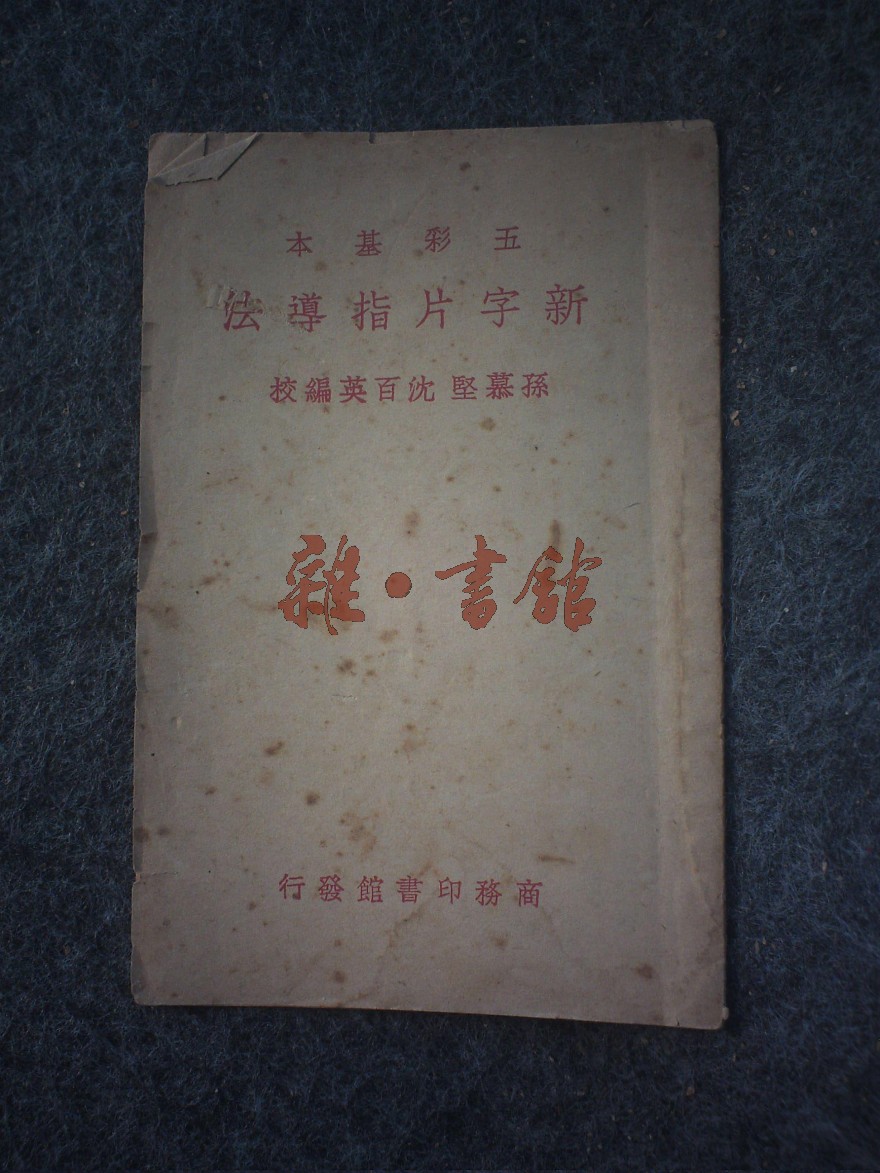 五彩基本
新字片指導法
孫慕堅 沈百英編校
雜·書館
商務印書館發行